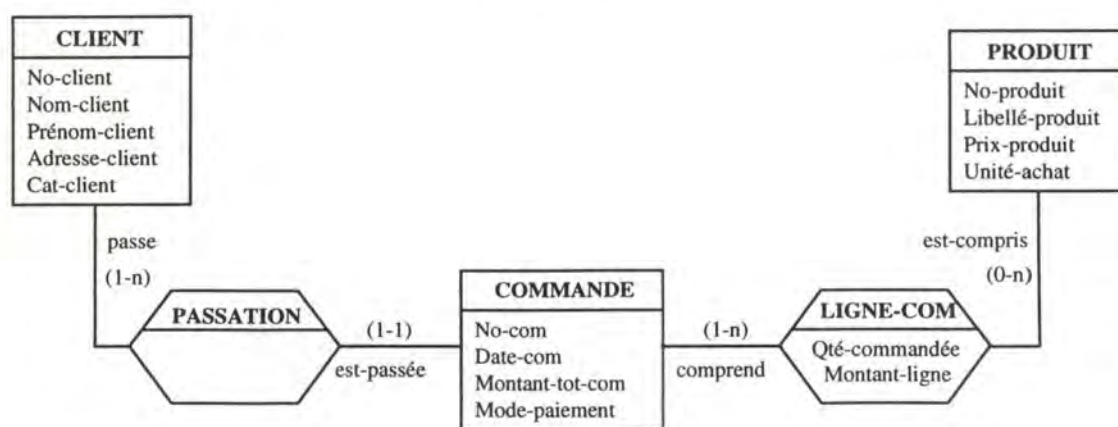 CLIENT
No-client
Nom-client
Prénom-client
Adresse-client
Cat-client
PRODUIT
No-produit
Libellé-produit
Prix-produit
Unité-achat
passe
(1-n)
est-compris
(0-n)
PASSATION
(1-1)
est-passée
COMMANDE
No-com
Date-com
Montant-tot-com
Mode-paiement
(1-n)
comprend
LIGNE-COM
Qté-commandée
Montant-ligne